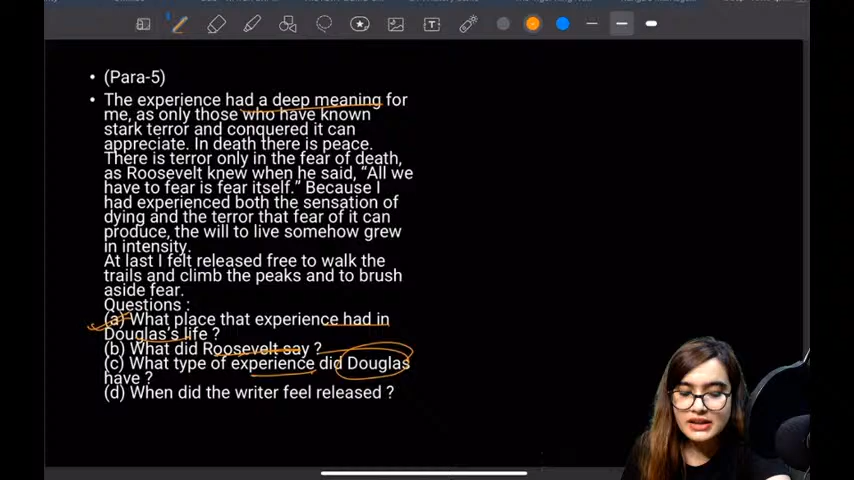 • (Para-5)
• The experience had a deep meaning for
me, as only those who have known
stark terror and conquered it can
appreciate. In death there is peace.
There is terror only in the fear of death,
as Roosevelt knew when he said, “All we
have to fear is fear itself.” Because I
had experienced both the sensation of
dying and the terror that fear of it can
produce, the will to live somehow grew
in intensity.
At last I felt released free to walk the
trails and climb the peaks and to brush
aside fear.
Questions :
(a) What place that experience had in
Douglas's life ?
(b) What did Roosevelt say ?
(c) What type of experience did Douglas
have ?
(d) When did the writer feel released ?